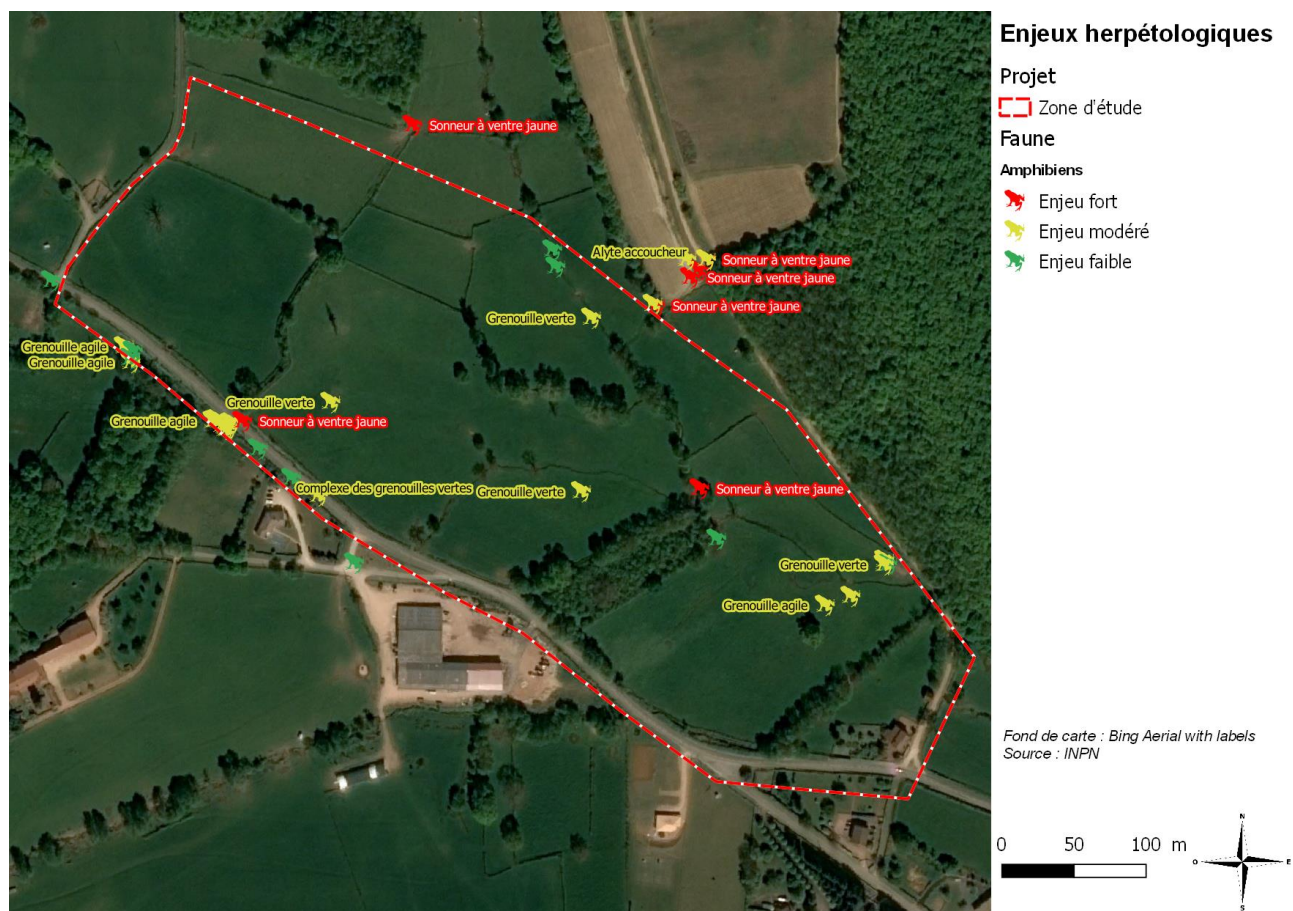 Enjeux herpétologiques
Projet
Zone d'étude
Faune
Amphibiens
Enjeu fort
Enjeu modéré
Enjeu faible
Sonneur à ventre jaune
Alyte accoucheur
Sonneur à ventre jaune
Sonneur à ventre jaune
Sonneur à ventre jaune
Grenouille verte
Grenouille agile
Grenouille agile
Grenouille verte
Grenouille agile
Sonneur à ventre jaune
Complexe des grenouilles vertes
Grenouille verte
Sonneur à ventre jaune
Grenouille verte
Grenouille agile
Fond de carte : Bing Aerial with labels
Source : INPN
0 50 100 m
N
O
E
S